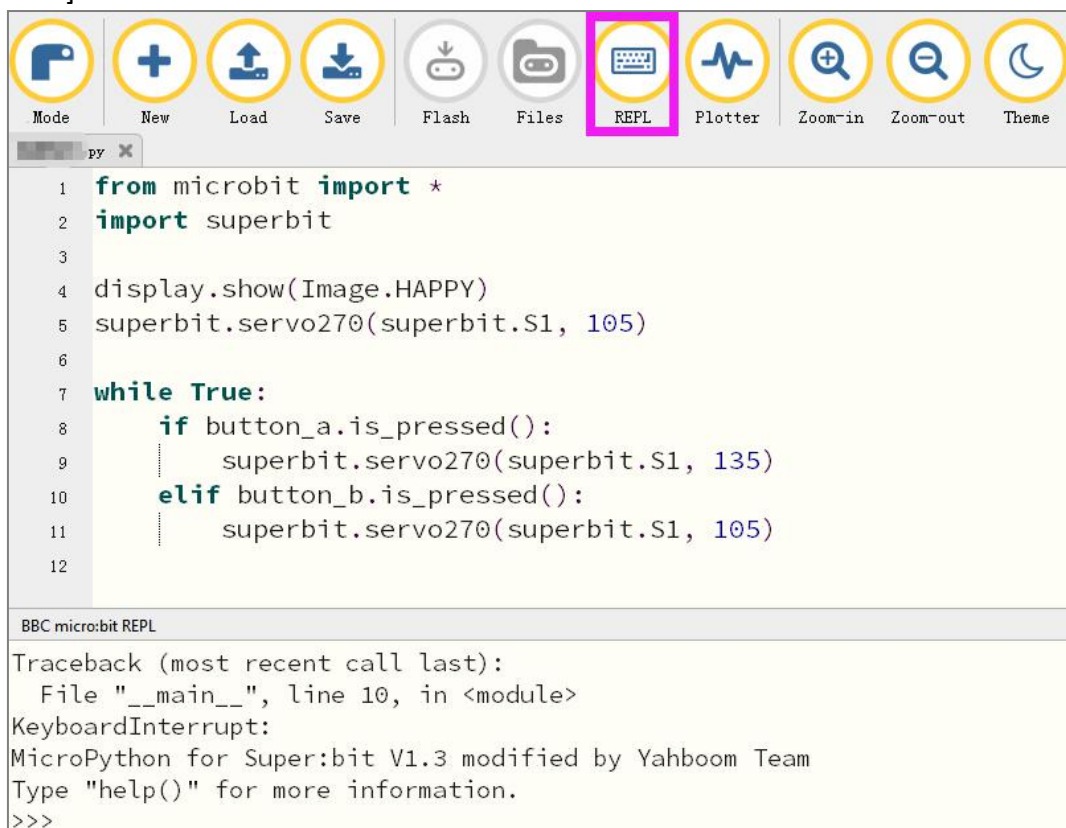 ]
Mode New Load Save Flash Files REPL Plotter Zoom-in Zoom-out Theme
py ✖
1 from microbit import *
2 import superbit
3
4 display.show(Image.HAPPY)
5 superbit.servo270(superbit.S1, 105)
6
7 while True:
8     if button_a.is_pressed():
9         superbit.servo270(superbit.S1, 135)
10     elif button_b.is_pressed():
11         superbit.servo270(superbit.S1, 105)
12
BBC micro:bit REPL
Traceback (most recent call last):
  File "__main__", line 10, in <module>
KeyboardInterrupt:
MicroPython for Super:bit V1.3 modified by Yahboom Team
Type "help()" for more information.
>>>